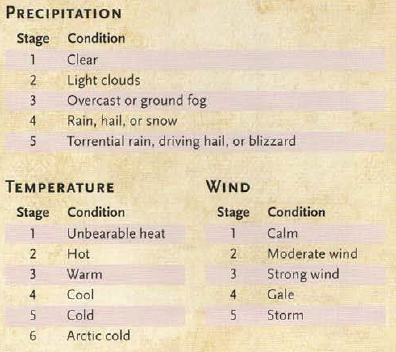 PRECIPITATION
Stage Condition
1 Clear
2 Light clouds
3 Overcast or ground fog
4 Rain, hail, or snow
5 Torrential rain, driving hail, or blizzard
TEMPERATURE
Stage Condition
1 Unbearable heat
2 Hot
3 Warm
4 Cool
5 Cold
6 Arctic cold
WIND
Stage Condition
1 Calm
2 Moderate wind
3 Strong wind
4 Gale
5 Storm